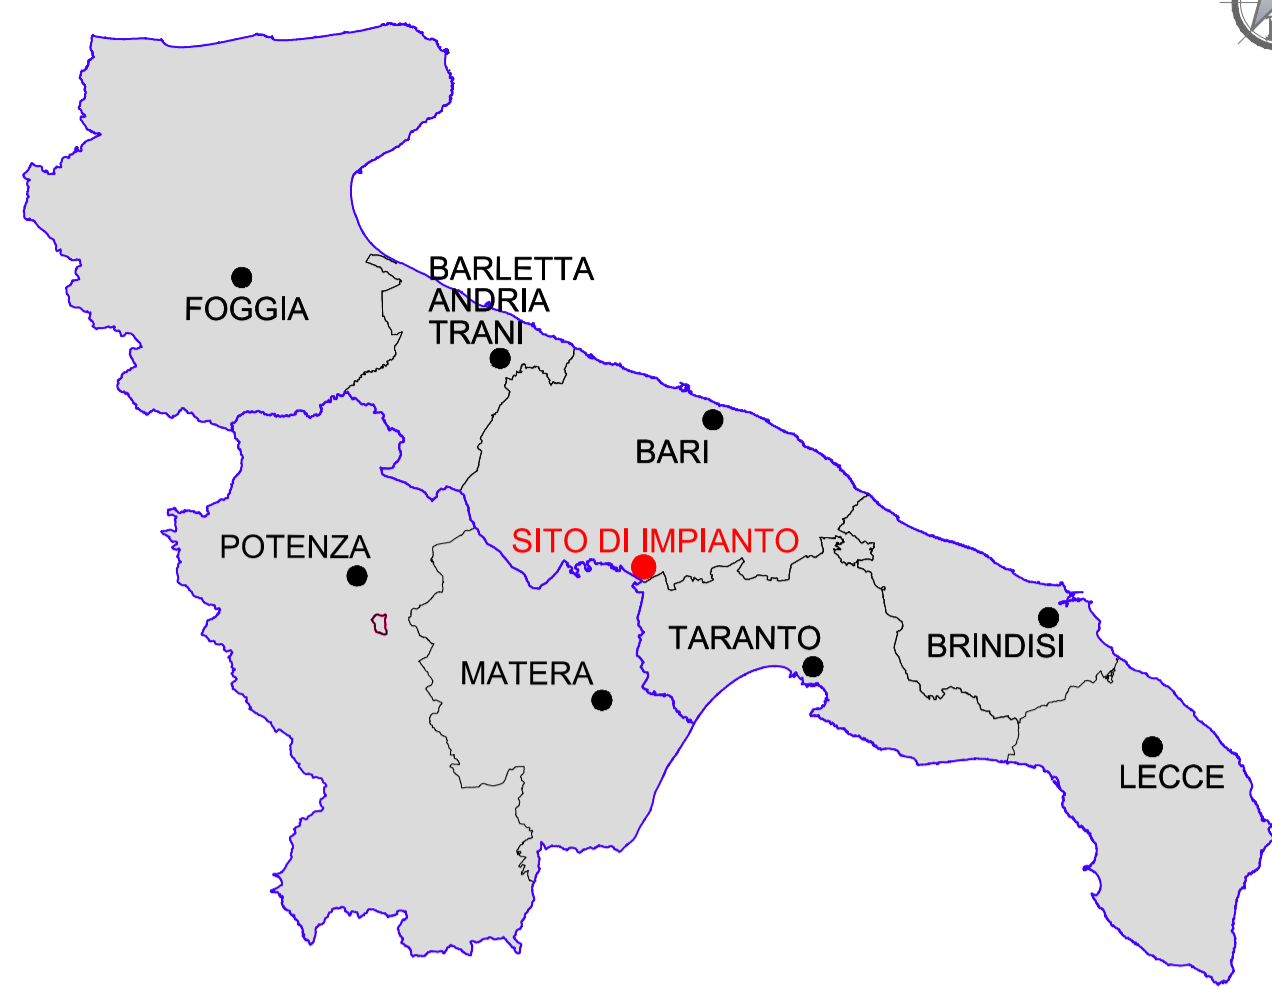 BARLETTA
ANDRIA
TRANI
FOGGIA
BARI
SITO DI IMPIANTO
POTENZA
TARANTO
BRINDISI
MATERA
LECCE